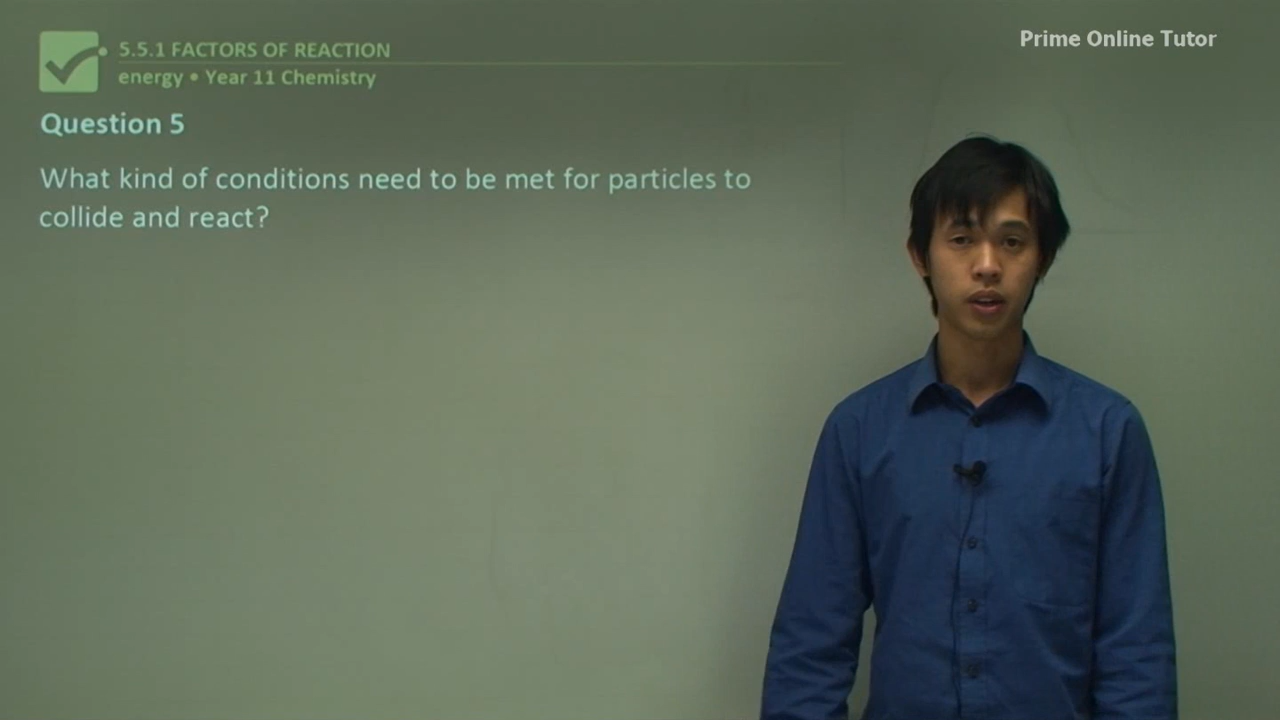 Prime Online Tutor
5.5.1 FACTORS OF REACTION
energy • Year 11 Chemistry
Question 5
What kind of conditions need to be met for particles to
collide and react?